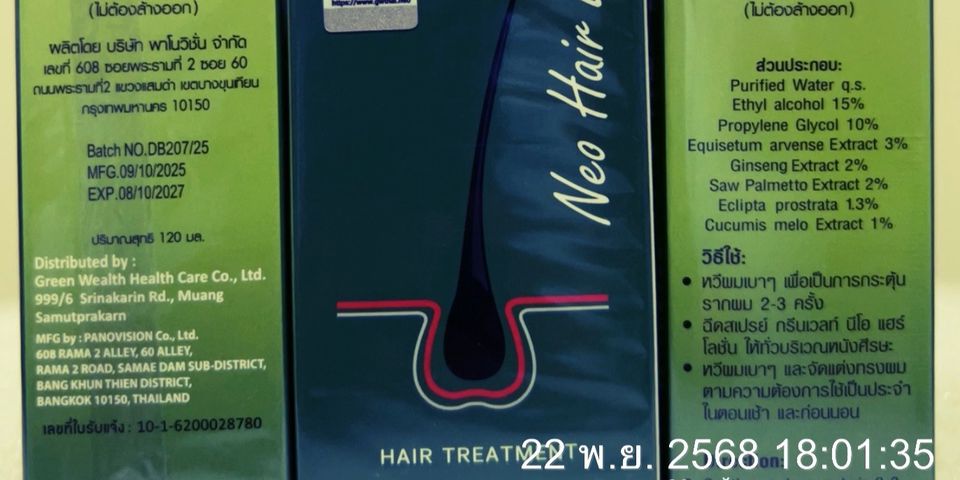 (ไม่ต้องล้างออก)
ผลิตโดย บริษัท พาโนวิชั่น จำกัด
เลขที่ 608 ซอยพระรามที่ 2 ซอย 60
ถนนพระรามที่2 แขวงแสมดำ เขตบางขุนเทียน
กรุงเทพมหานคร 10150
Batch NO.DB207/25
MFG.09/10/2025
EXP.08/10/2027
ปริมาณสุทธิ 120 มล.
Distributed by :
Green Wealth Health Care Co., Ltd.
999/6 Srinakarin Rd., Muang
Samutprakarn
MFG by : PANOVISION Co., Ltd.
608 RAMA 2 ALLEY, 60 ALLEY,
RAMA 2 ROAD, SAMAE DAM SUB-DISTRICT,
BANG KHUN THIEN DISTRICT,
BANGKOK 10150, THAILAND
เลขที่ใบรับแจ้ง : 10-1-6200028780
Neo Hair
HAIR TREATMENT
(ไม่ต้องล้างออก)
ส่วนประกอบ:
Purified Water q.s.
Ethyl alcohol 15%
Propylene Glycol 10%
Equisetum arvense Extract 3%
Ginseng Extract 2%
Saw Palmetto Extract 2%
Eclipta prostrata 1.3%
Cucumis melo Extract 1%
วิธีใช้:
• หวีผมเบาๆ เพื่อเป็นการกระตุ้น
รากผม 2-3 ครั้ง
• ฉีดสเปรย์ กรีนเวลท์ นีโอ แฮร์
โลชั่น ให้ทั่วบริเวณหนังศีรษะ
• หวีผมเบาๆ และจัดแต่งทรงผม
ตามความต้องการใช้เป็นประจำ
ในตอนเช้า และก่อนนอน
22 พ.ย. 2568 18:01:35